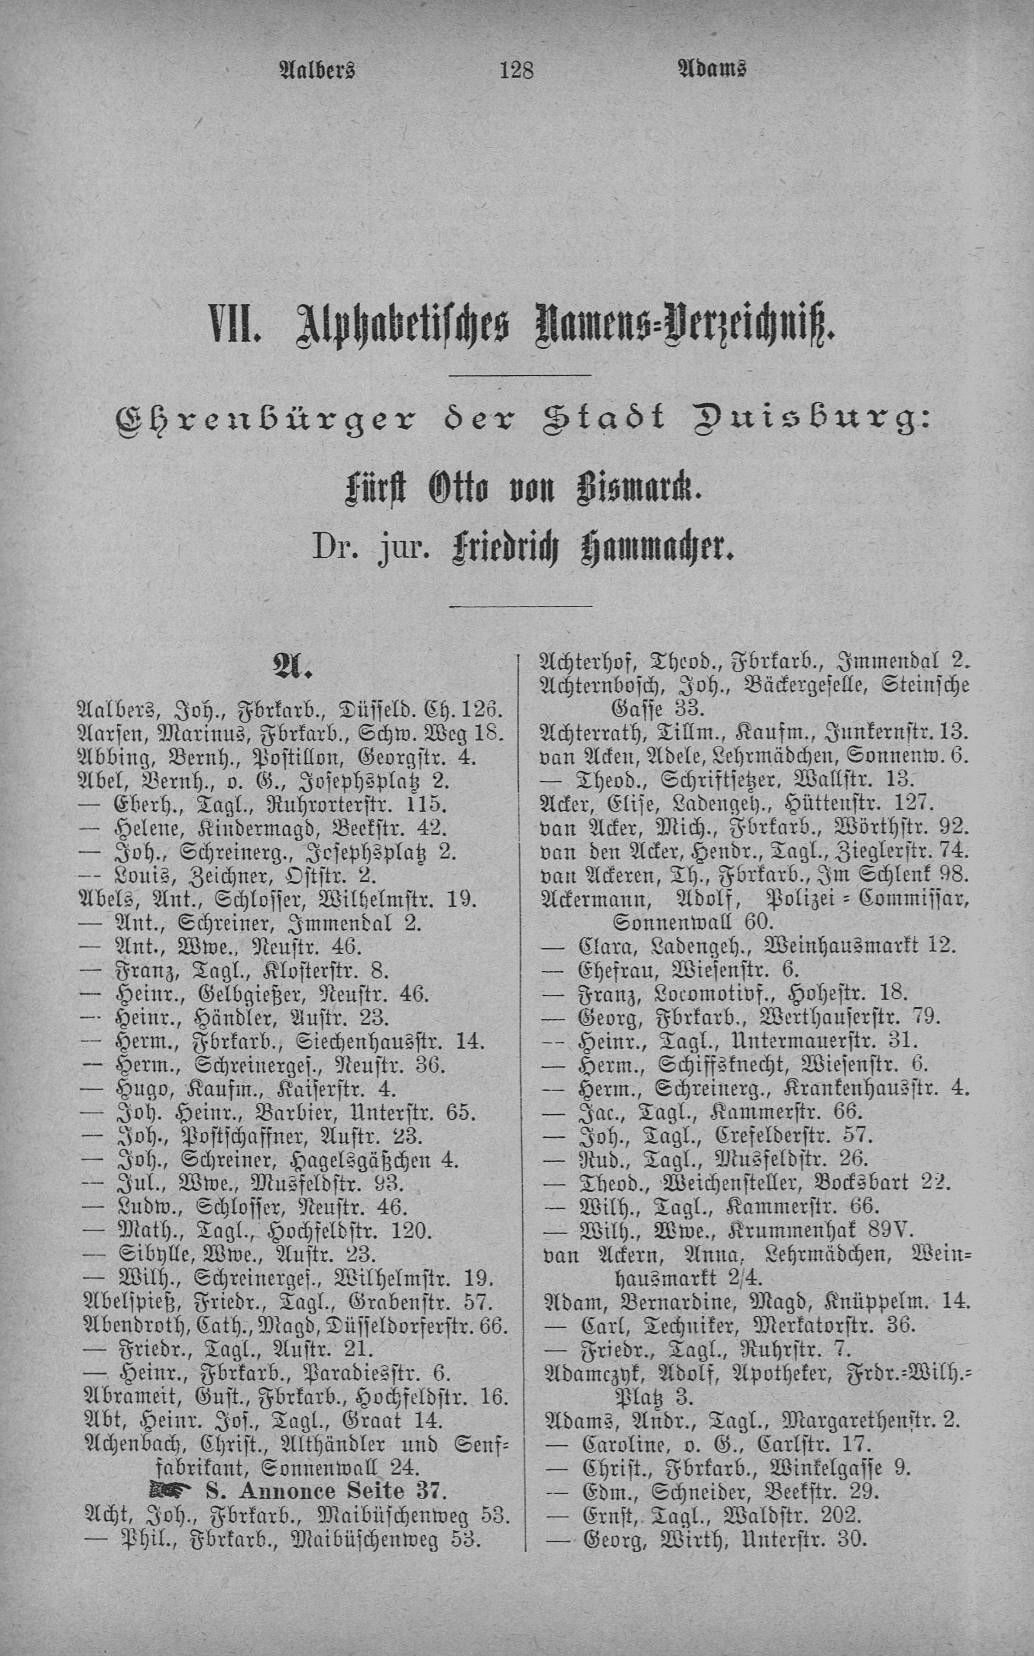 Aalbers 128 Adams
VII. Alphabetisches Namens-Verzeichniß.
Ehrenbürger der Stadt Duisburg:
Fürst Otto von Bismarck.
Dr. jur. Friedrich Hammacher.
A.
Aalbers, Joh., Fbrkarb., Düsseld. Ch. 126.
Aarsen, Marinus, Fbrkarb., Schw. Weg 18.
Abbing, Bernh., Postillon, Georgstr. 4.
Abel, Bernh., o. G., Josephsplatz 2.
— Eberh., Tagl., Ruhrorterstr. 115.
— Helene, Kindermagd, Beekstr. 42.
— Joh., Schreinerg., Josephsplatz 2.
— Louis, Zeichner, Oststr. 2.
Abels, Ant., Schlosser, Wilhelmstr. 19.
— Ant., Schreiner, Immendal 2.
— Ant., Wwe., Neustr. 46.
— Franz, Tagl., Klosterstr. 8.
— Heinr., Gelbgießer, Neustr. 46.
— Heinr., Händler, Austr. 23.
— Herm., Fbrkarb., Siechenhausstr. 14.
— Herm., Schreinerges., Neustr. 36.
— Hugo, Kaufm., Kaiserstr. 4.
— Joh. Heinr., Barbier, Unterstr. 65.
— Joh., Postschaffner, Austr. 23.
— Joh., Schreiner, Hagelsgäßchen 4.
— Jul., Wwe., Musfeldstr. 93.
— Ludw., Schlosser, Neustr. 46.
— Math., Tagl., Hochfeldstr. 120.
— Sibylle, Wwe., Austr. 23.
— Wilh., Schreinerges., Wilhelmstr. 19.
Abelspieß, Friedr., Tagl., Grabenstr. 57.
Abendroth, Cath., Magd, Düsseldorferstr. 66.
— Friedr., Tagl., Austr. 21.
— Heinr., Fbrkarb., Paradiesstr. 6.
Abrameit, Gust., Fbrkarb., Hochfeldstr. 16.
Abt, Heinr. Jos., Tagl., Graat 14.
Achenbach, Christ., Althändler und Senf-
fabrikant, Sonnenwall 24.
☛ S. Annonce Seite 37.
Acht, Joh., Fbrkarb., Maibüschenweg 53.
— Phil., Fbrkarb., Maibüschenweg 53.
Achterhof, Theod., Fbrkarb., Immendal 2.
Achternbosch, Joh., Bäckergeselle, Steinsche
Gasse 33.
Achterrath, Tillm., Kaufm., Junkernstr. 13.
van Acken, Adele, Lehrmädchen, Sonnenw. 6.
— Theod., Schriftsetzer, Wallstr. 13.
Acker, Elise, Ladengeh., Hüttenstr. 127.
van Acker, Mich., Fbrkarb., Wörthstr. 92.
van den Acker, Hendr., Tagl., Zieglerstr. 74.
van Ackeren, Th., Fbrkarb., Im Schlenk 98.
Ackermann, Adolf, Polizei-Commissar,
Sonnenwall 60.
— Clara, Ladengeh., Weinhausmarkt 12.
— Ehefrau, Wiesenstr. 6.
— Franz, Locomotivf., Hohestr. 18.
— Georg, Fbrkarb., Werthauserstr. 79.
— Heinr., Tagl., Untermauerstr. 31.
— Herm., Schiffsknecht, Wiesenstr. 6.
— Herm., Schreinerg., Krankenhausstr. 4.
— Jac., Tagl., Kammerstr. 66.
— Joh., Tagl., Crefelderstr. 57.
— Rud., Tagl., Musfeldstr. 26.
— Theod., Weichensteller, Bocksbart 22.
— Wilh., Tagl., Kammerstr. 66.
— Wilh., Wwe., Krummenhak 89V.
van Ackern, Anna, Lehrmädchen, Wein-
hausmarkt 2/4.
Adam, Bernardine, Magd, Knüppelm. 14.
— Carl, Techniker, Merkatorstr. 36.
— Friedr., Tagl., Ruhrstr. 7.
Adamczyk, Adolf, Apotheker, Frdr.-Wilh.-
Platz 3.
Adams, Andr., Tagl., Margarethenstr. 2.
— Caroline, o. G., Carlstr. 17.
— Christ., Fbrkarb., Winkelgasse 9.
— Edm., Schneider, Beekstr. 29.
— Ernst, Tagl., Waldstr. 202.
— Georg, Wirth, Unterstr. 30.